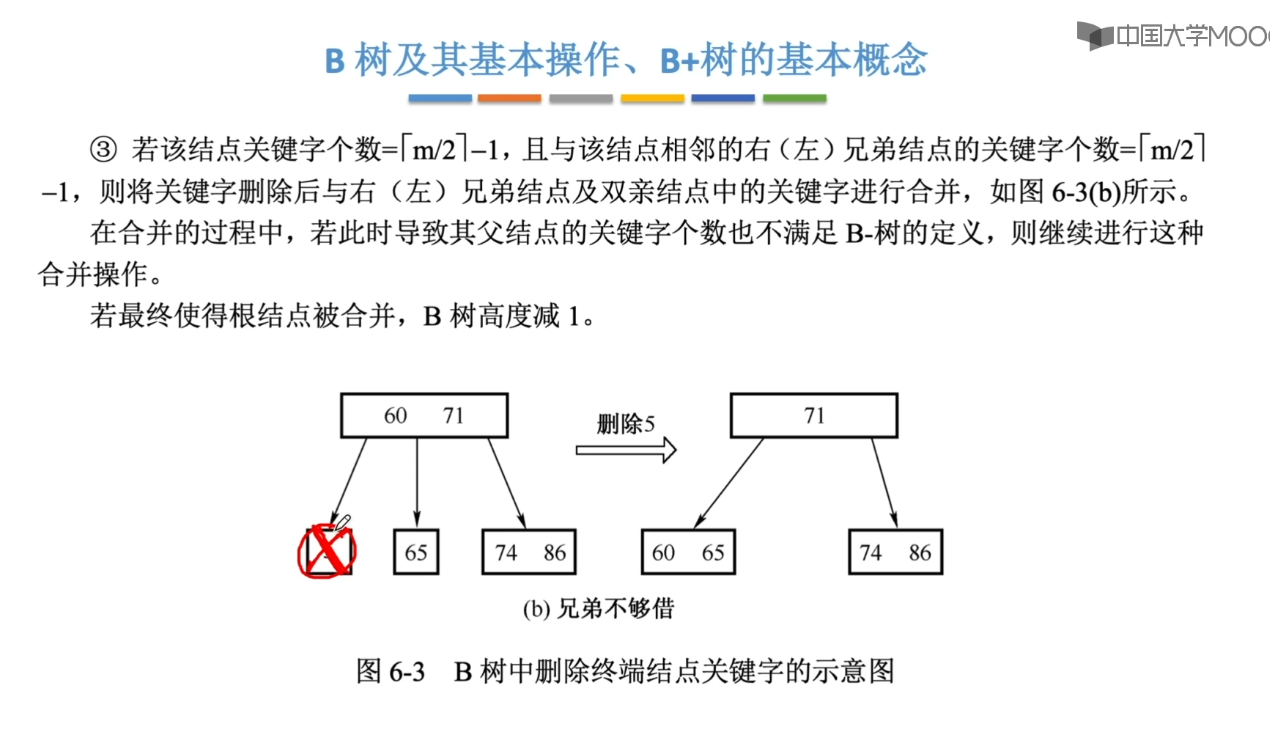 中国大学MOO
B 树及其基本操作、B+树的基本概念
③ 若该结点关键字个数=⌈m/2⌉–1，且与该结点相邻的右（左）兄弟结点的关键字个数=⌈m/2⌉
–1，则将关键字删除后与右（左）兄弟结点及双亲结点中的关键字进行合并，如图 6-3(b)所示。
在合并的过程中，若此时导致其父结点的关键字个数也不满足 B-树的定义，则继续进行这种
合并操作。
若最终使得根结点被合并，B 树高度减 1。
60 71
删除5
71
65
74 86
60 65
74 86
(b) 兄弟不够借
图 6-3 B 树中删除终端结点关键字的示意图